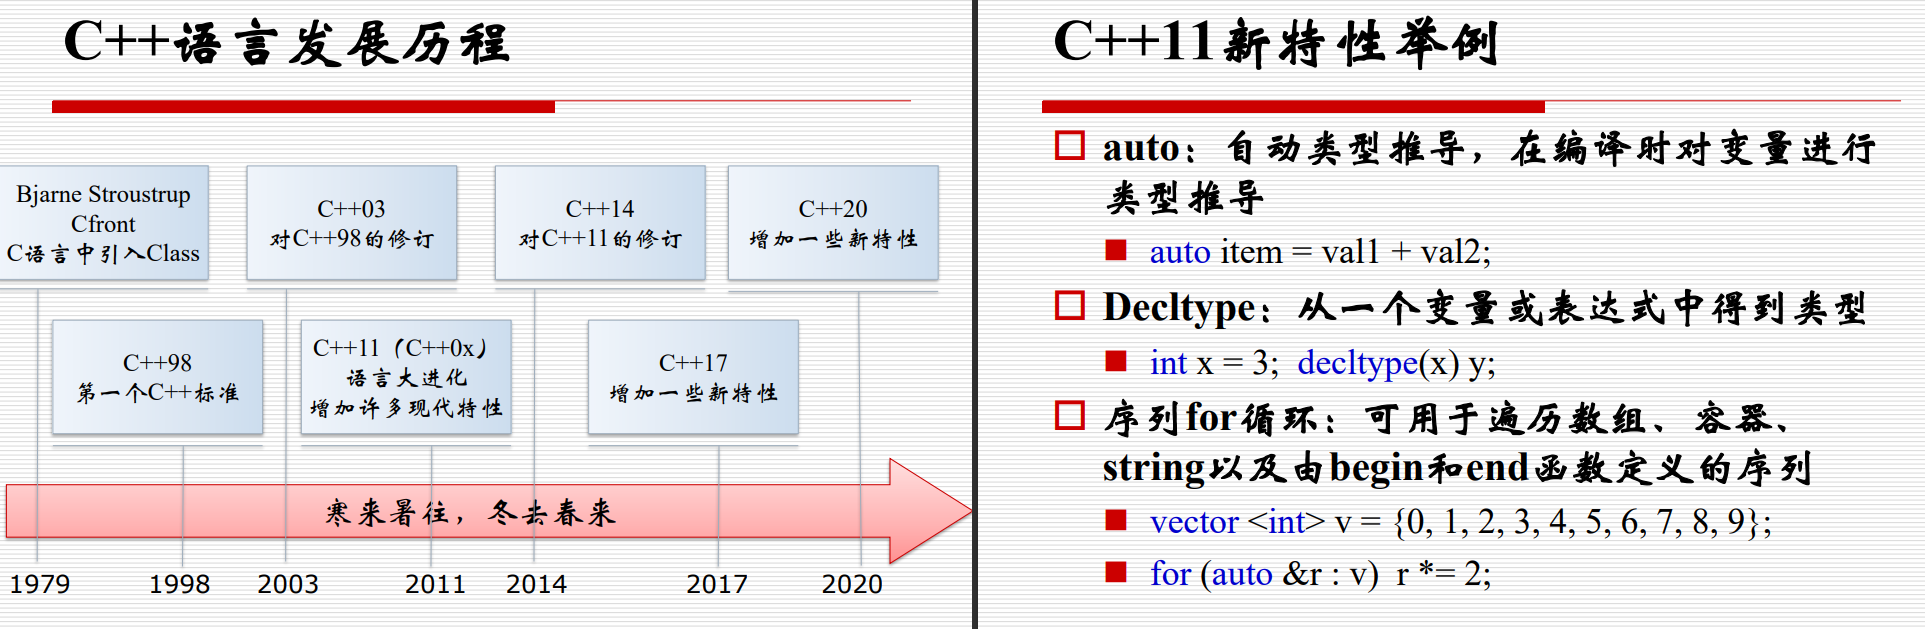 C++语言发展历程
Bjarne Stroustrup
Cfront
C语言中引入Class
C++03
对C++98的修订
C++14
对C++11的修订
C++20
增加一些新特性
C++98
第一个C++标准
C++11（C++0x）
语言大进化
增加许多现代特性
C++17
增加一些新特性
寒来暑往，冬去春来
1979
1998
2003
2011
2014
2017
2020
C++11新特性举例
auto：自动类型推导，在编译时对变量进行
类型推导
auto item = val1 + val2;
Decltype：从一个变量或表达式中得到类型
int x = 3;  decltype(x) y;
序列for循环：可用于遍历数组、容器、
string以及由begin和end函数定义的序列
vector <int> v = {0, 1, 2, 3, 4, 5, 6, 7, 8, 9};
for (auto &r : v)  r *= 2;